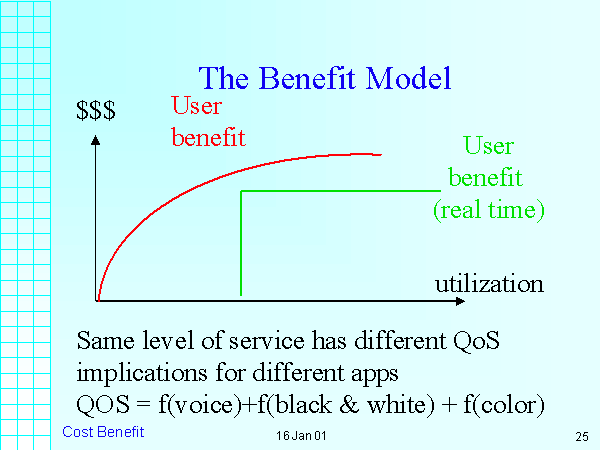 The Benefit Model
$$$
User
benefit
User
benefit
(real time)
utilization
Same level of service has different QoS
implications for different apps
QOS = f(voice)+f(black & white) + f(color)
Cost Benefit
16 Jan 01
25